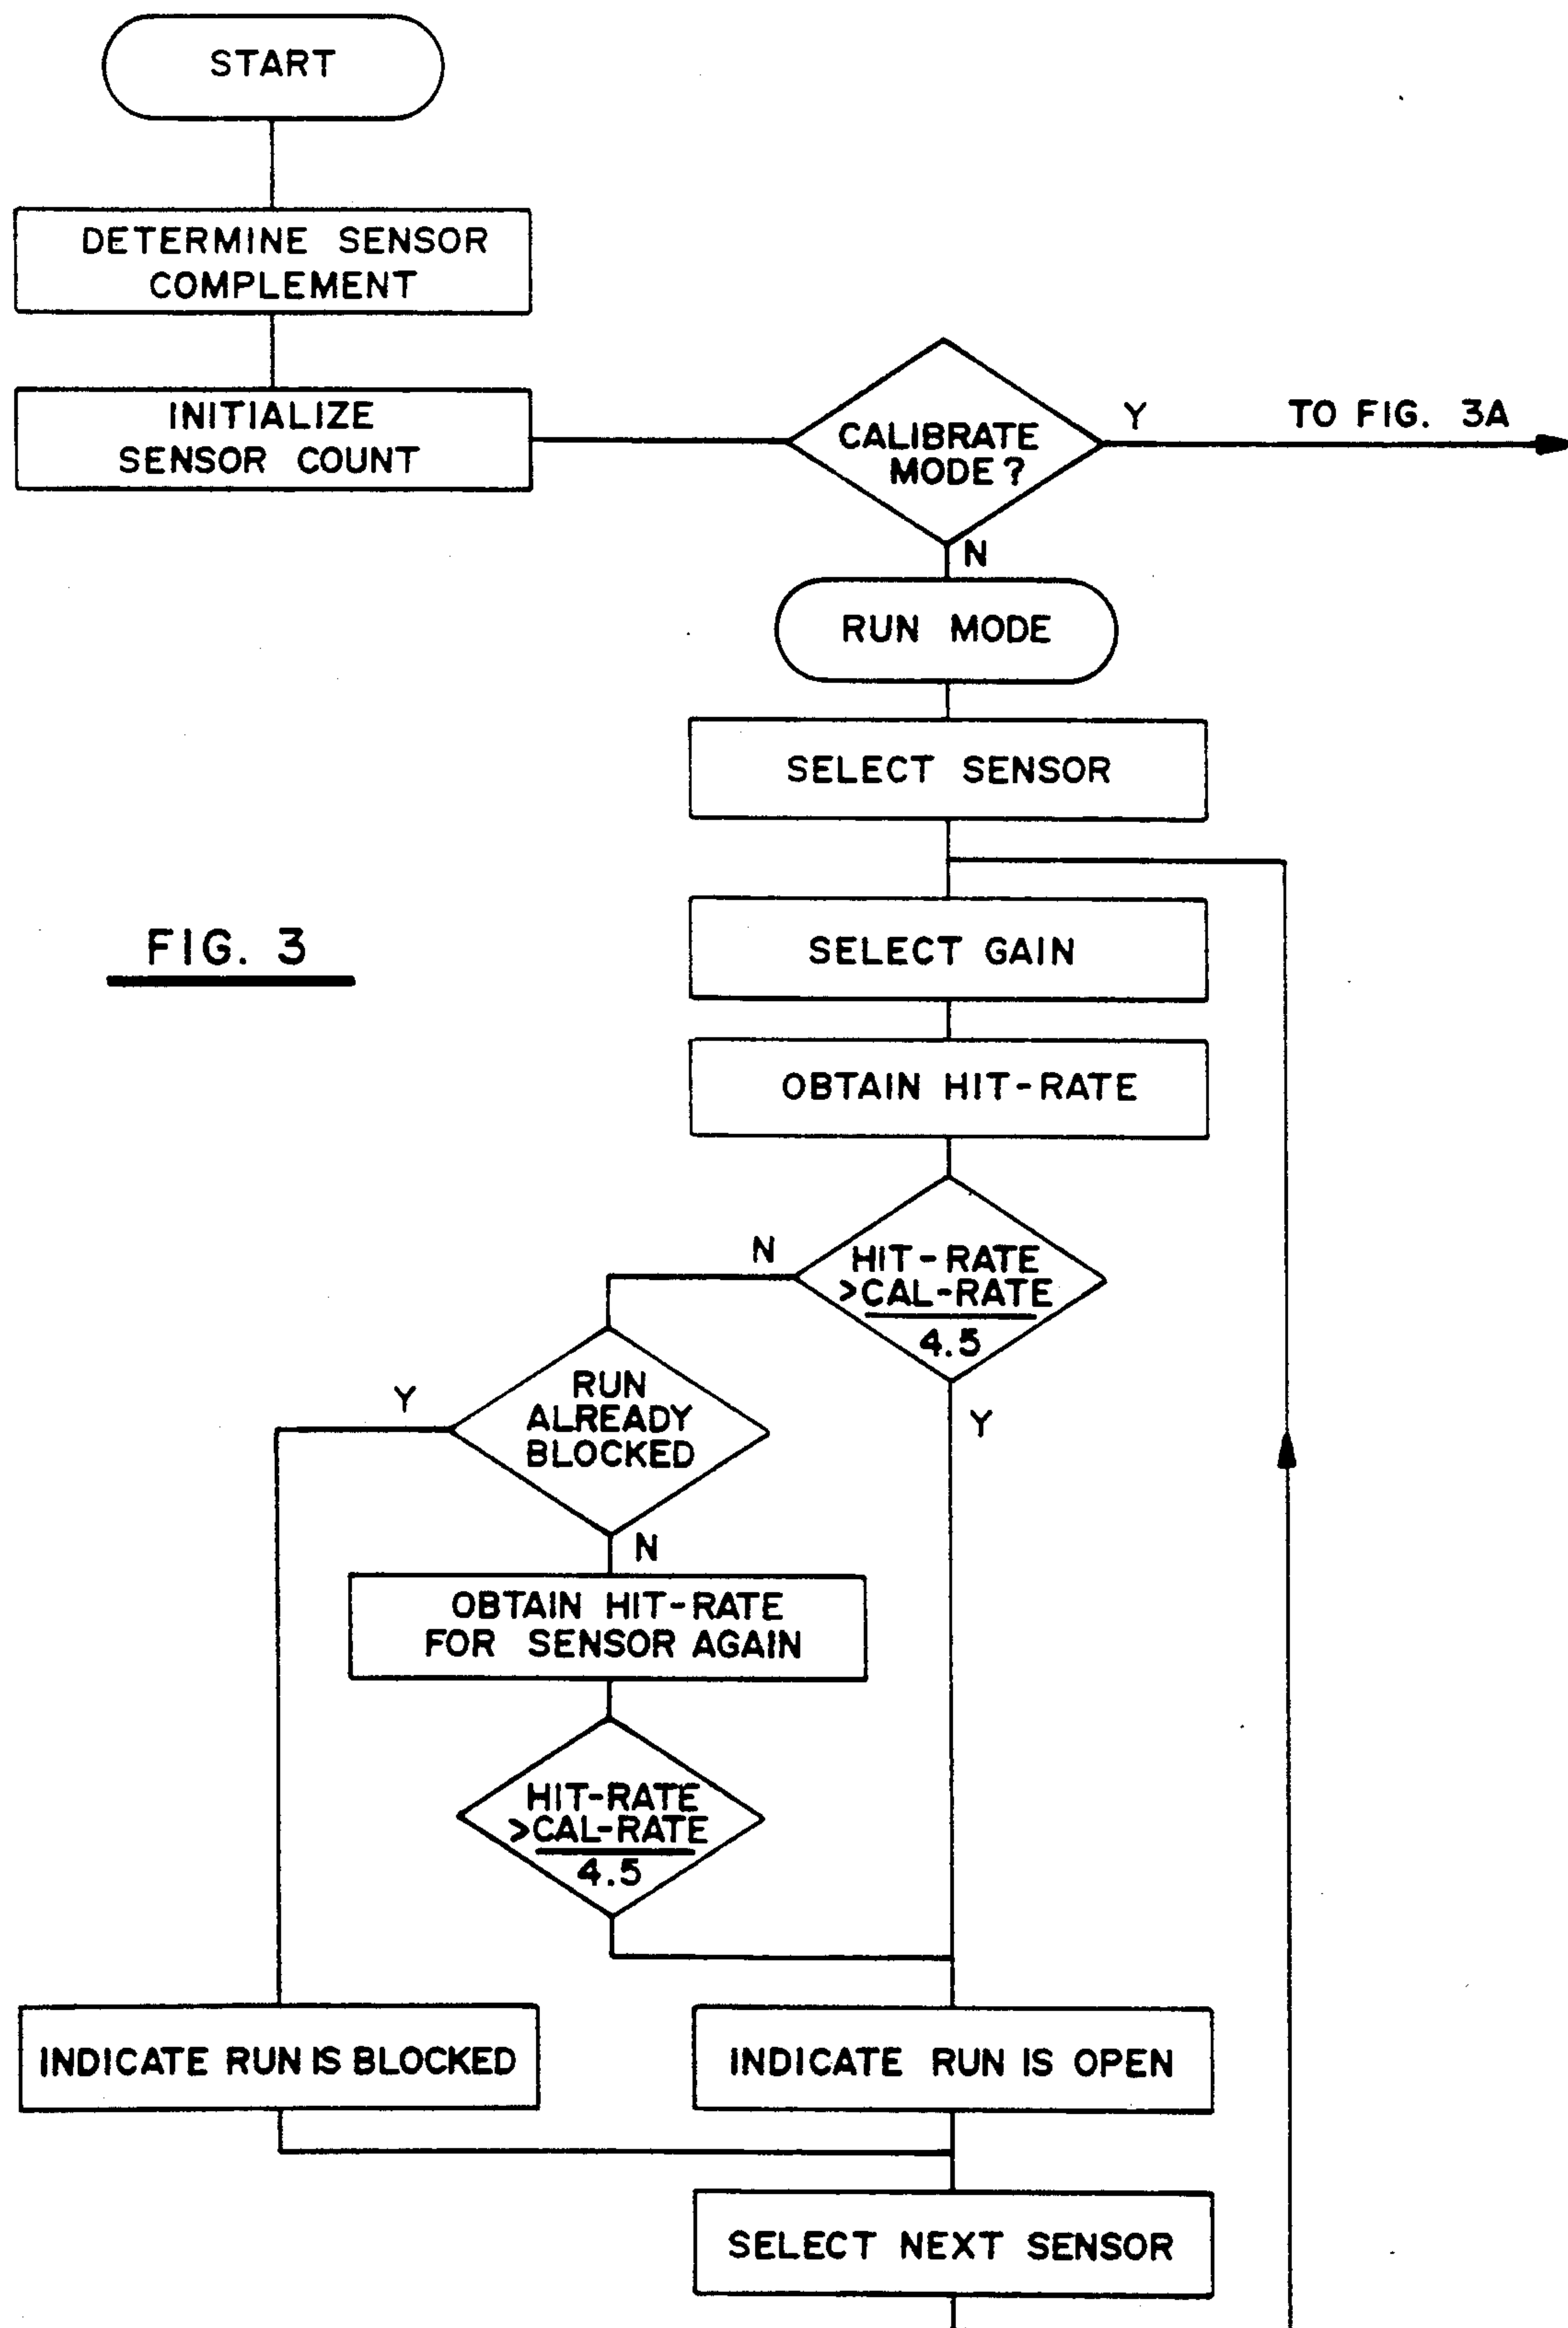 START
DETERMINE SENSOR
COMPLEMENT
INITIALIZE
SENSOR COUNT
CALIBRATE
MODE?
Y
TO FIG. 3A
N
RUN MODE
SELECT SENSOR
FIG. 3
SELECT GAIN
OBTAIN HIT-RATE
HIT-RATE
>CAL-RATE
4.5
N
Y
RUN
ALREADY
BLOCKED
Y
N
OBTAIN HIT-RATE
FOR SENSOR AGAIN
HIT-RATE
>CAL-RATE
4.5
INDICATE RUN IS BLOCKED
INDICATE RUN IS OPEN
SELECT NEXT SENSOR